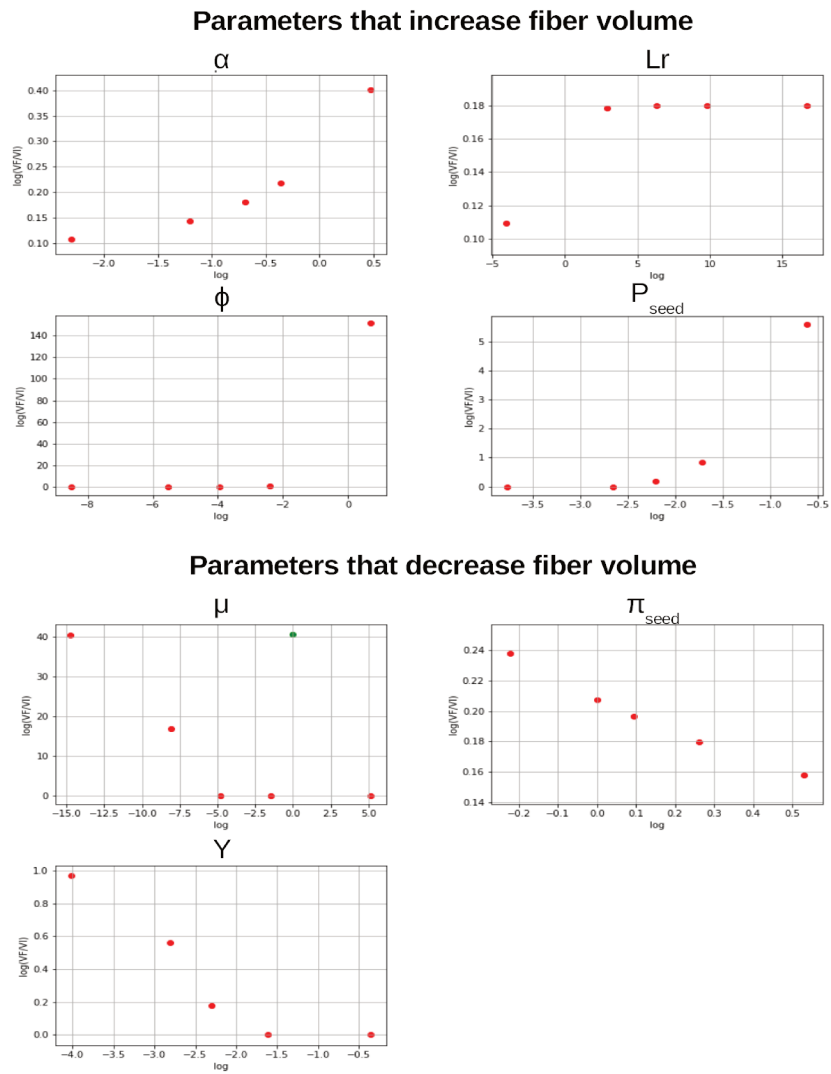 Parameters that increase fiber volume
α
log(VF/VI)
0.40
0.35
0.30
0.25
0.20
0.15
0.10
−2.0 −1.5 −1.0 −0.5 0.0 0.5
log
Lr
log(VF/VI)
0.18
0.16
0.14
0.12
0.10
−5 0 5 10 15
log
ϕ
log(VF/VI)
140
120
100
80
60
40
20
0
−8 −6 −4 −2 0
log
P seed
log(VF/VI)
5
4
3
2
1
0
−3.5 −3.0 −2.5 −2.0 −1.5 −1.0 −0.5
log
Parameters that decrease fiber volume
μ
log(VF/VI)
40
30
20
10
0
−15.0 −12.5 −10.0 −7.5 −5.0 −2.5 0.0 2.5 5.0
log
π seed
log(VF/VI)
0.24
0.22
0.20
0.18
0.16
0.14
−0.2 −0.1 0.0 0.1 0.2 0.3 0.4 0.5
log
Y
log(VF/VI)
1.0
0.8
0.6
0.4
0.2
0.0
−4.0 −3.5 −3.0 −2.5 −2.0 −1.5 −1.0 −0.5
log